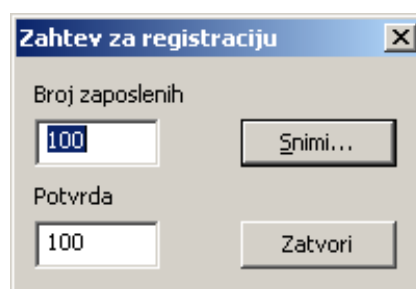 Zahtev za registraciju
Broj zaposlenih
100
Snimi...
Potvrda
100
Zatvori